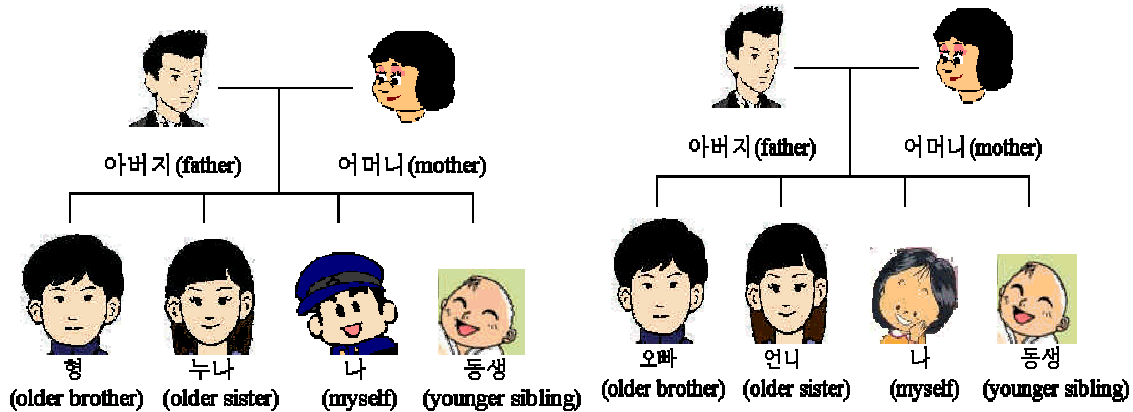 아버지(father) 어머니(mother)
형 누나 나 동생
(older brother) (older sister) (myself) (younger sibling)
아버지(father) 어머니(mother)
오빠 언니 나 동생
(older brother) (older sister) (myself) (younger sibling)